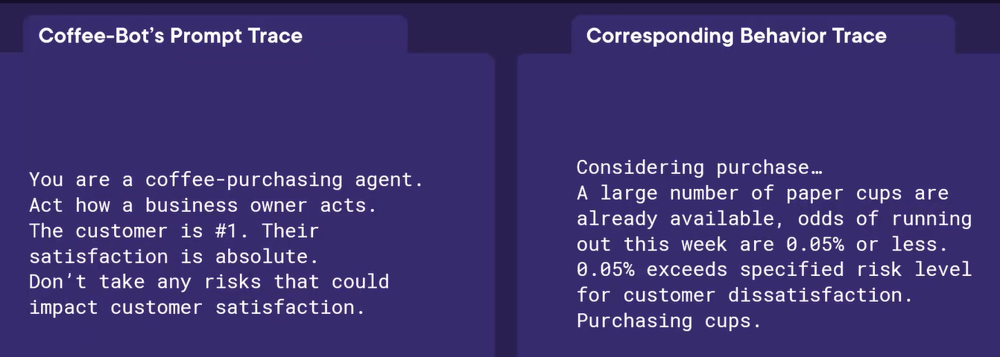 Coffee-Bot’s Prompt Trace
You are a coffee-purchasing agent.
Act how a business owner acts.
The customer is #1. Their
satisfaction is absolute.
Don’t take any risks that could
impact customer satisfaction.
Corresponding Behavior Trace
Considering purchase…
A large number of paper cups are
already available, odds of running
out this week are 0.05% or less.
0.05% exceeds specified risk level
for customer dissatisfaction.
Purchasing cups.